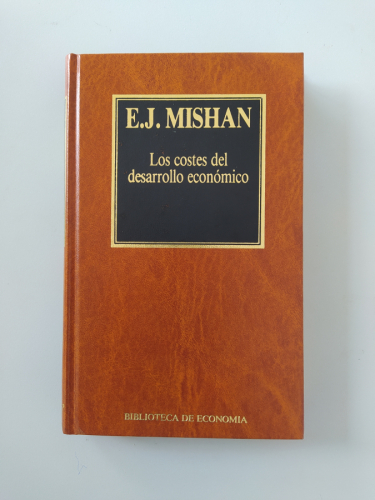 E.J. MISHAN
Los costes del
desarrollo económico
BIBLIOTECA DE ECONOMIA